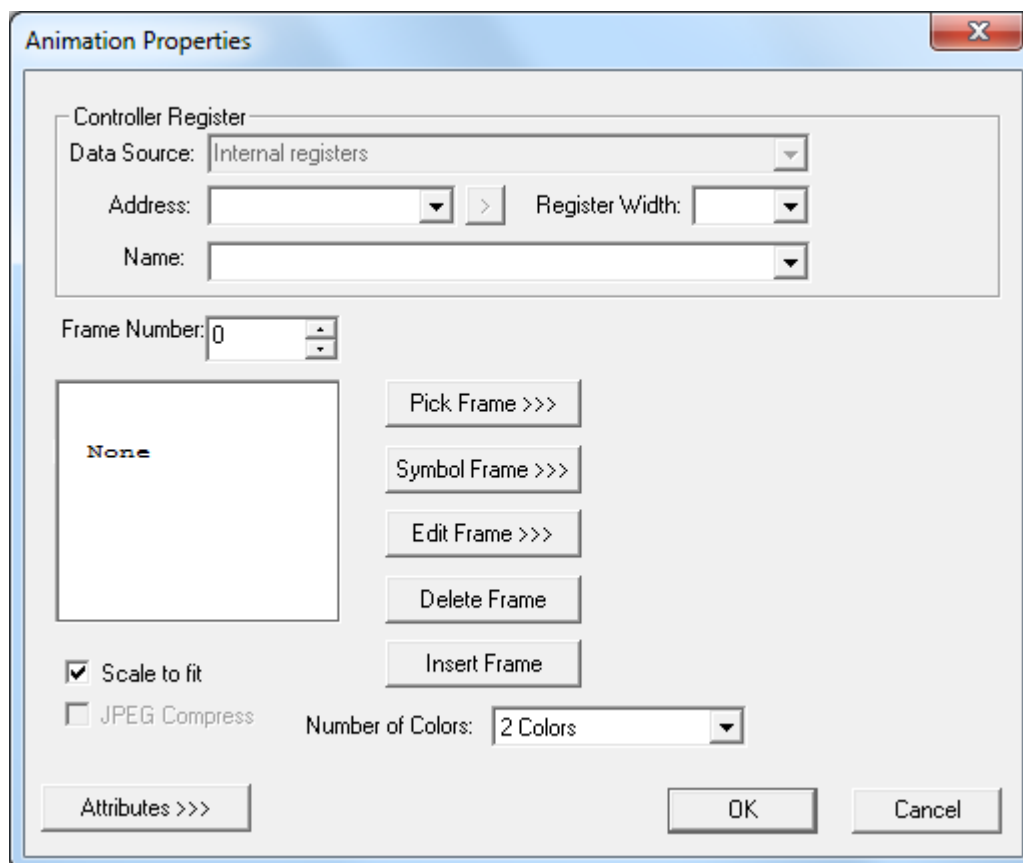 Animation Properties
Controller Register
Data Source: Internal registers
Address: > Register Width:
Name:
Frame Number: 0
None
Pick Frame >>>
Symbol Frame >>>
Edit Frame >>>
Delete Frame
Insert Frame
Scale to fit
JPEG Compress
Number of Colors: 2 Colors
Attributes >>> OK Cancel